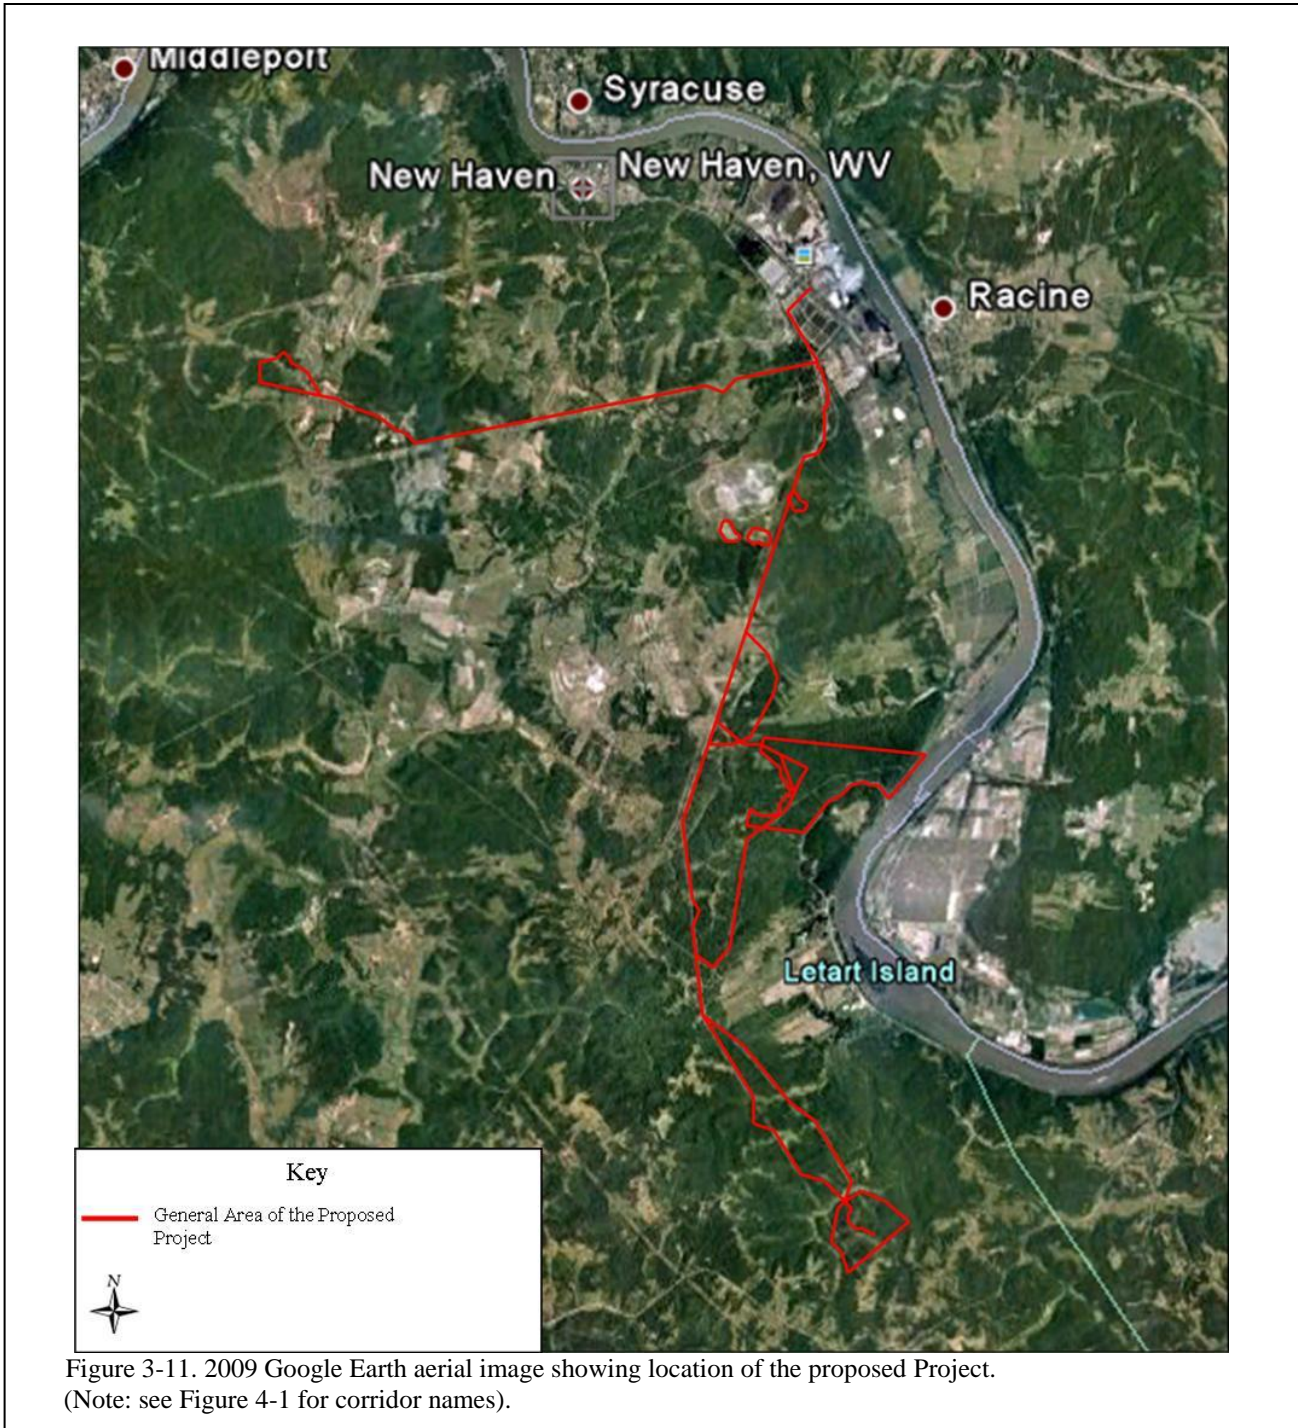 Middleport
Syracuse
New Haven
New Haven, WV
Racine
Letart Island
Key
General Area of the Proposed
Project
N
Figure 3-11. 2009 Google Earth aerial image showing location of the proposed Project.
(Note: see Figure 4-1 for corridor names).